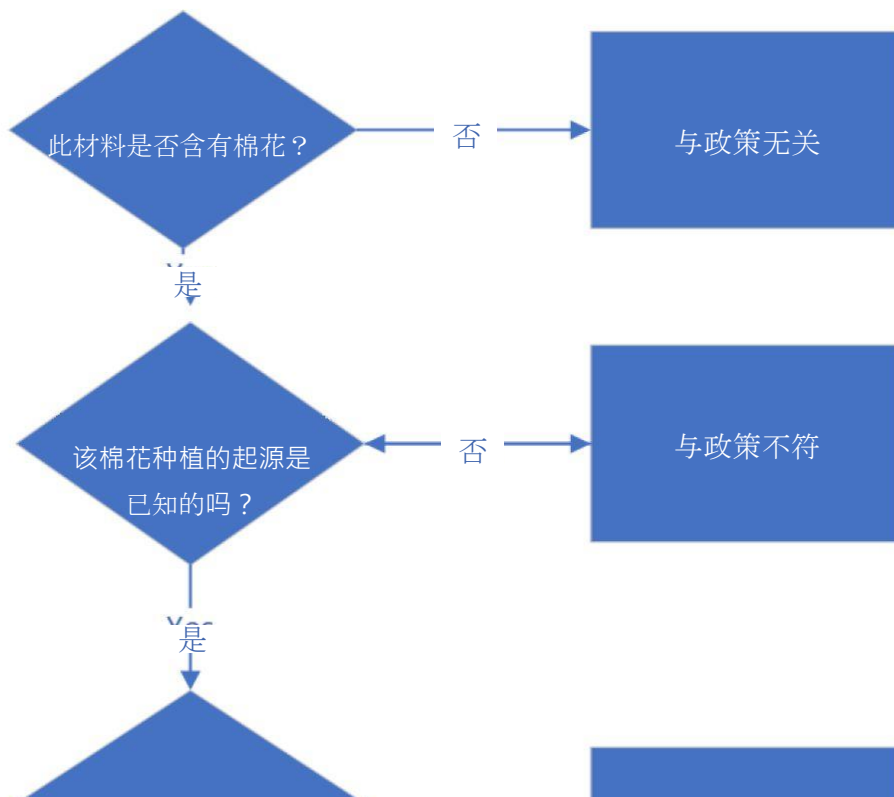 此材料是否含有棉花？
否
与政策无关
是
该棉花种植的起源是
已知的吗？
否
与政策不符
是